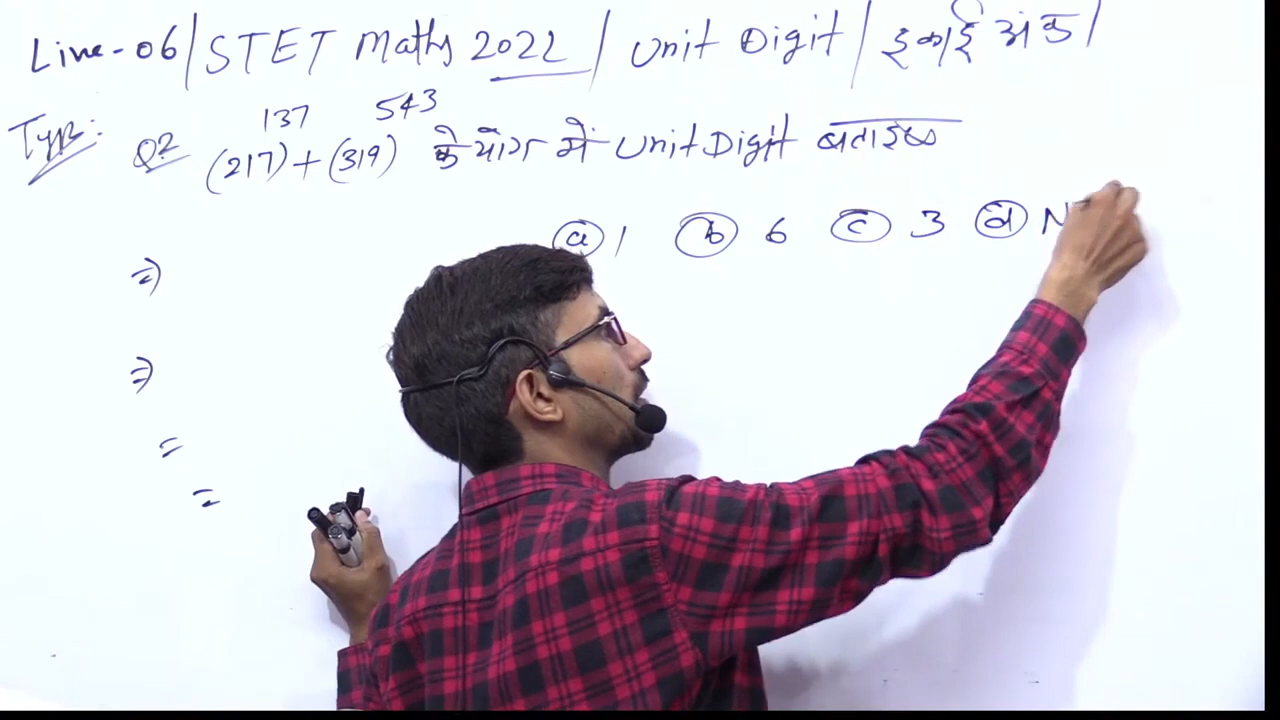 Line-06/STET Maths 2022/Unit Digit/इकाई अंक/
Type: Q2 (217)^137 + (319)^543 के योग में Unit Digit बताइए
(a) 1 (b) 6 (c) 3 (d) N
⇒
⇒
=
=